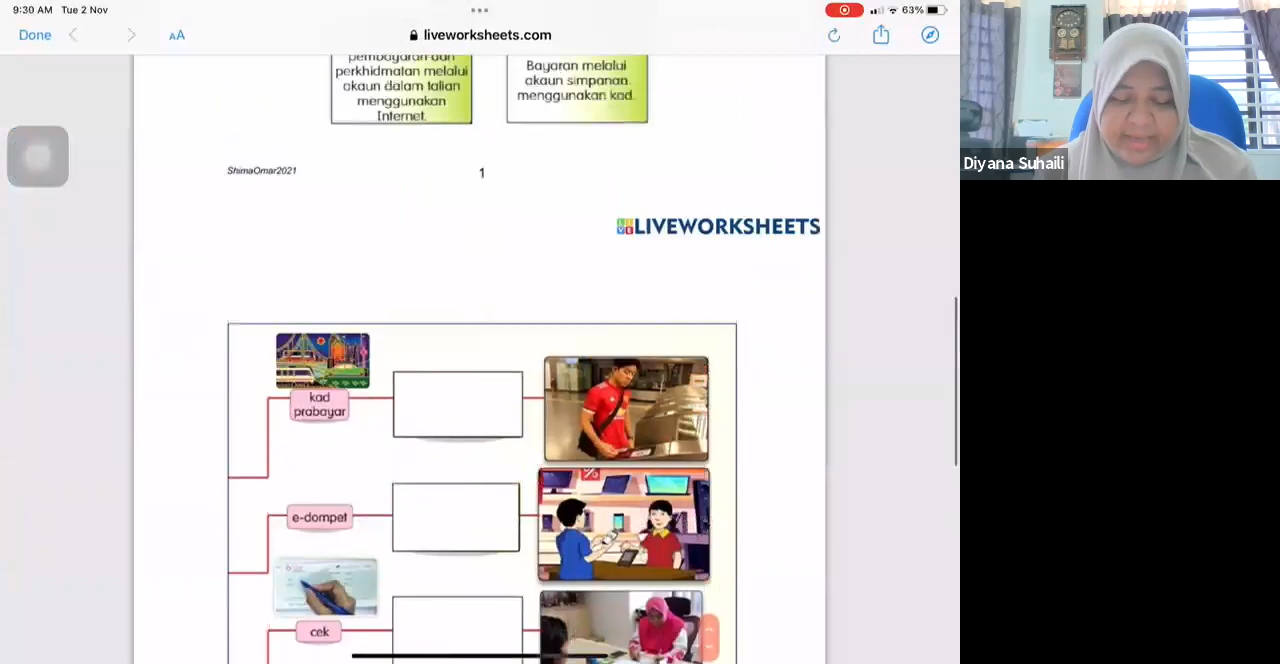 9:30 AM Tue 2 Nov
63%
Done
AA
liveworksheets.com
pembayaran dan
perkhidmatan melalui
akaun dalam talian
menggunakan
Internet.
Bayaran melalui
akaun simpanan.
menggunakan kad.
Diyana Suhaili
ShimaOmar2021
1
LIVEWORKSHEETS
kad
prabayar
e-dompet
%
cek